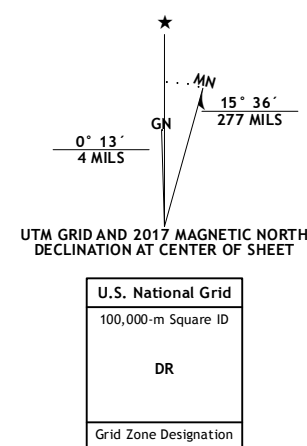 ★
MN
GN
15° 36´
277 MILS
0° 13´
4 MILS
UTM GRID AND 2017 MAGNETIC NORTH
DECLINATION AT CENTER OF SHEET
U.S. National Grid
100,000-m Square ID
DR
Grid Zone Designation